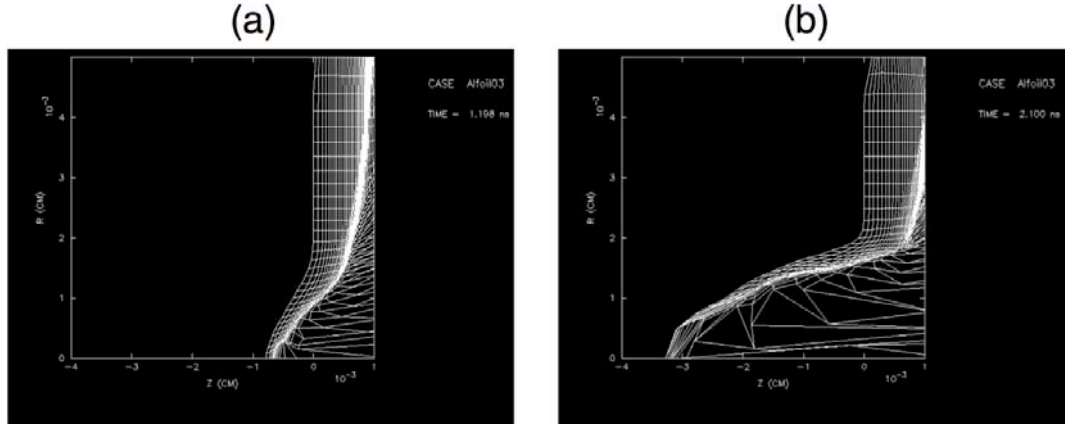 (a)
(b)
CASE Alfoil03
TIME = 1.198 ns
10⁻³
4
3
2
1
0
R (CM)
-4
-3
-2
-1
0
1
Z (CM)
10⁻³
CASE Alfoil03
TIME = 2.100 ns
10⁻³
4
3
2
1
0
R (CM)
-4
-3
-2
-1
0
1
Z (CM)
10⁻³